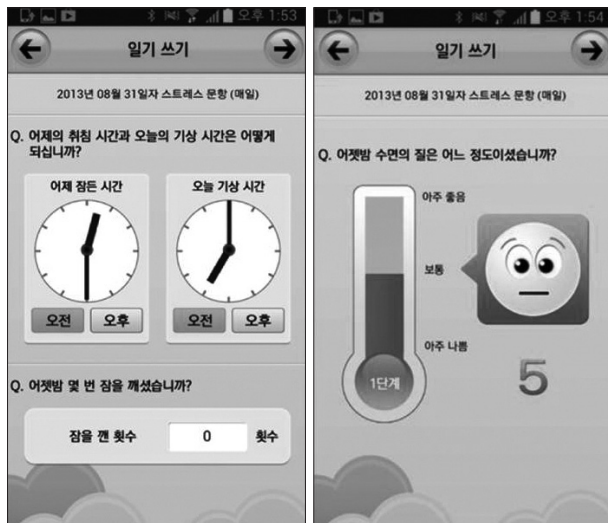 오후 1:53
일기 쓰기
2013년 08월 31일자 스트레스 문항 (매일)
Q. 어제의 취침 시간과 오늘의 기상 시간은 어떻게
되십니까?
어제 잠든 시간
오늘 기상 시간
오전
오후
오전
오후
Q. 어젯밤 몇 번 잠을 깨셨습니까?
잠을 깬 횟수
0
횟수
오후 1:54
일기 쓰기
2013년 08월 31일자 스트레스 문항 (매일)
Q. 어젯밤 수면의 질은 어느 정도이셨습니까?
아주 좋음
보통
아주 나쁨
1단계
5